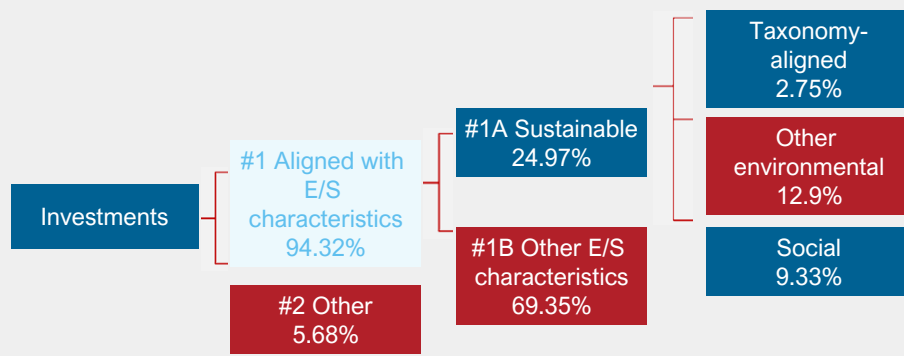 Investments
#1 Aligned with
E/S
characteristics
94.32%
#2 Other
5.68%
#1A Sustainable
24.97%
#1B Other E/S
characteristics
69.35%
Taxonomy-
aligned
2.75%
Other
environmental
12.9%
Social
9.33%